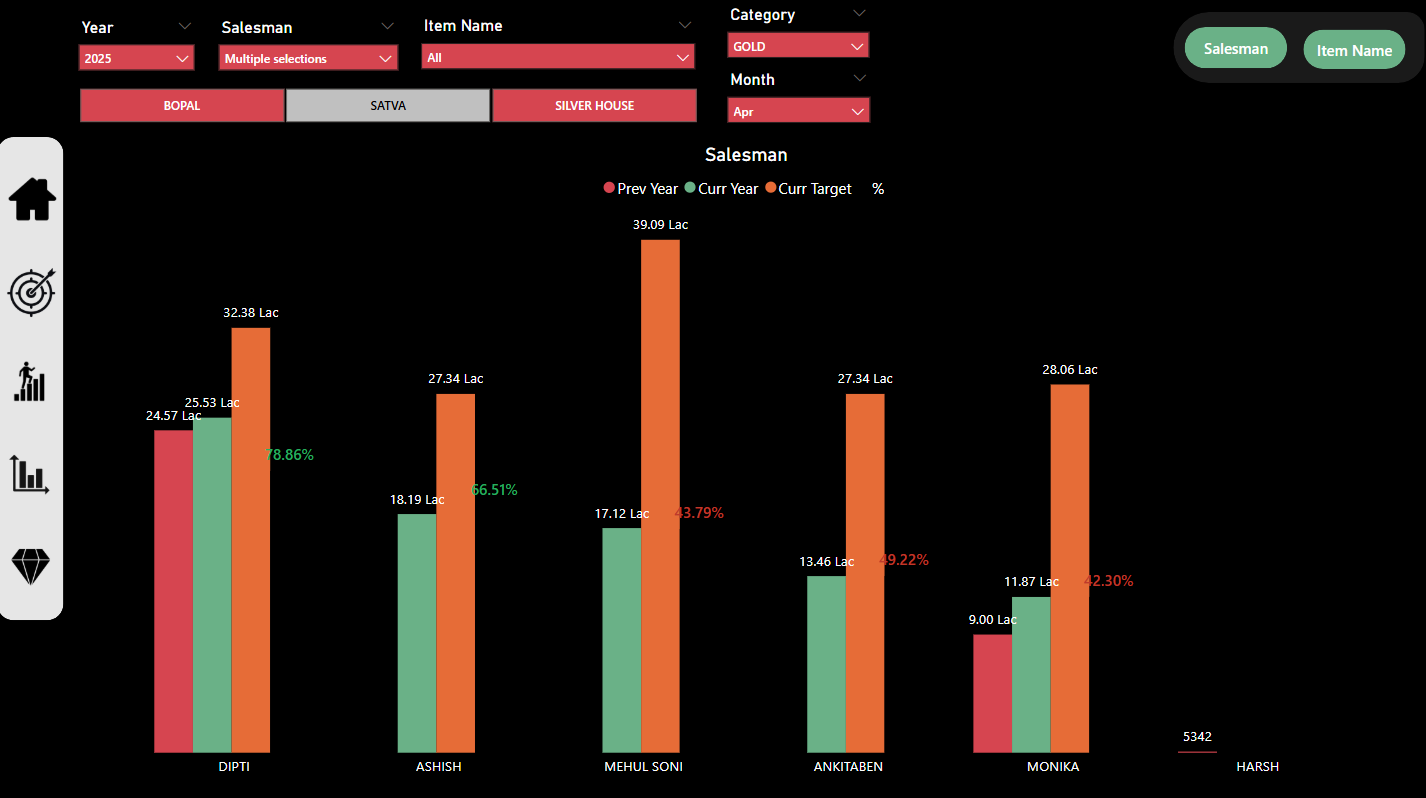 Year
Salesman
Item Name
Category
2025
Multiple selections
All
GOLD
Salesman
Item Name
Month
BOPAL
SATVA
SILVER HOUSE
Apr
Salesman
Prev Year Curr Year Curr Target %
39.09 Lac
32.38 Lac
28.06 Lac
27.34 Lac
27.34 Lac
25.53 Lac
24.57 Lac
78.86%
66.51%
18.19 Lac
17.12 Lac
43.79%
13.46 Lac
49.22%
11.87 Lac
42.30%
9.00 Lac
5342
DIPTI
ASHISH
MEHUL SONI
ANKITABEN
MONIKA
HARSH